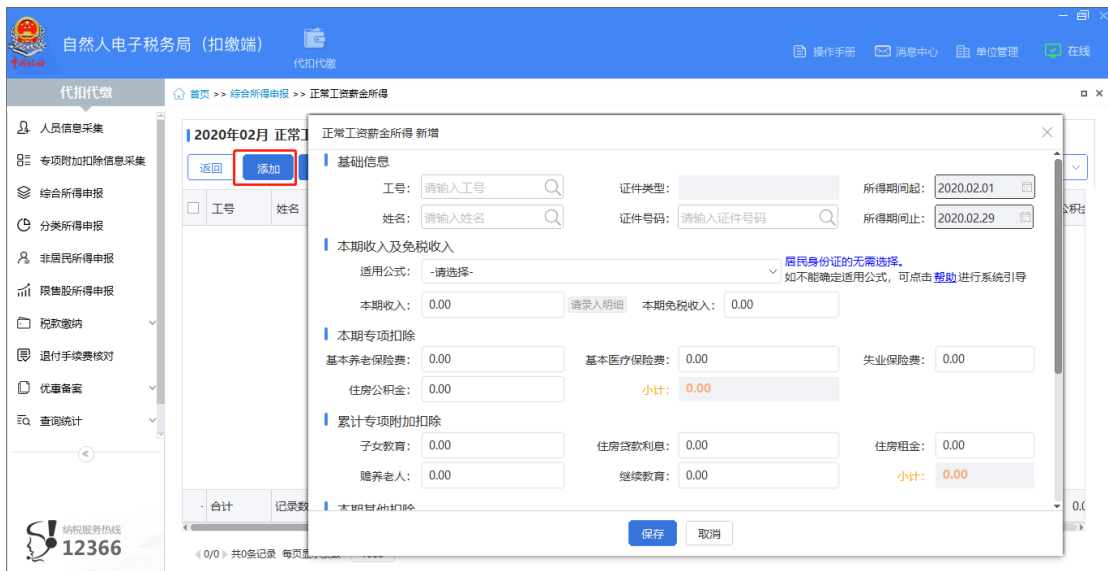 自然人电子税务局（扣缴端）
代扣代缴
操作手册 消息中心 单位管理 在线
代扣代缴
首页 >> 综合所得申报 >> 正常工资薪金所得
人员信息采集
专项附加扣除信息采集
综合所得申报
分类所得申报
非居民所得申报
限售股所得申报
税款缴纳
退付手续费核对
优惠备案
查询统计
纳税服务热线
12366
2020年02月 正常工
返回 添加
工号 姓名
合计 记录数
0/0 共0条记录 每页显
正常工资薪金所得 新增
基础信息
工号： 请输入工号 证件类型： 所得期间起： 2020.02.01
姓名： 请输入姓名 证件号码： 请输入证件号码 所得期间止： 2020.02.29
本期收入及免税收入
适用公式： -请选择- 居民身份证的无需选择。
如不能确定适用公式，可点击 帮助 进行系统引导
本期收入： 0.00 请录入明细 本期免税收入： 0.00
本期专项扣除
基本养老保险费： 0.00 基本医疗保险费： 0.00 失业保险费： 0.00
住房公积金： 0.00 小计： 0.00
累计专项附加扣除
子女教育： 0.00 住房贷款利息： 0.00 住房租金： 0.00
赡养老人： 0.00 继续教育： 0.00 小计： 0.00
本期其他扣除
保存 取消